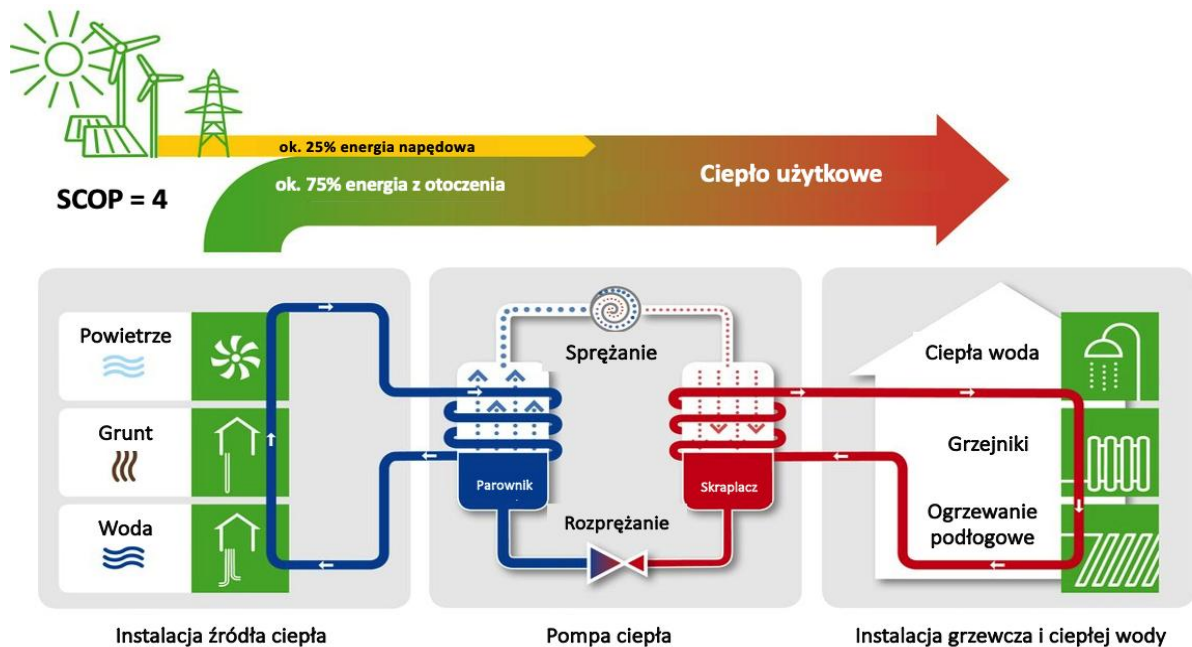 ok. 25% energia napędowa
ok. 75% energia z otoczenia
Ciepło użytkowe
SCOP = 4
Powietrze
Grunt
Woda
Sprężanie
Parownik
Skraplacz
Rozprężanie
Ciepła woda
Grzejniki
Ogrzewanie
podłogowe
Instalacja źródła ciepła
Pompa ciepła
Instalacja grzewcza i ciepłej wody